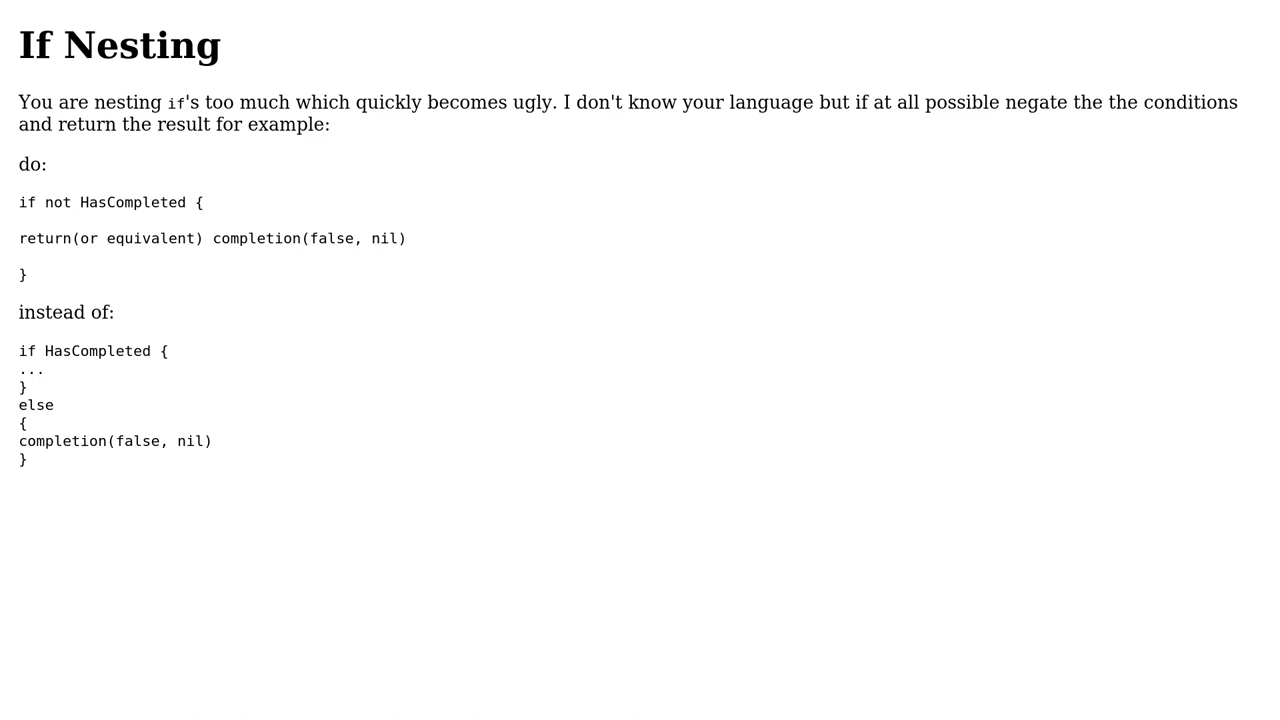 If Nesting
You are nesting if's too much which quickly becomes ugly. I don't know your language but if at all possible negate the the conditions
and return the result for example:
do:
if not HasCompleted {
return(or equivalent) completion(false, nil)
}
instead of:
if HasCompleted {
...
}
else
{
completion(false, nil)
}